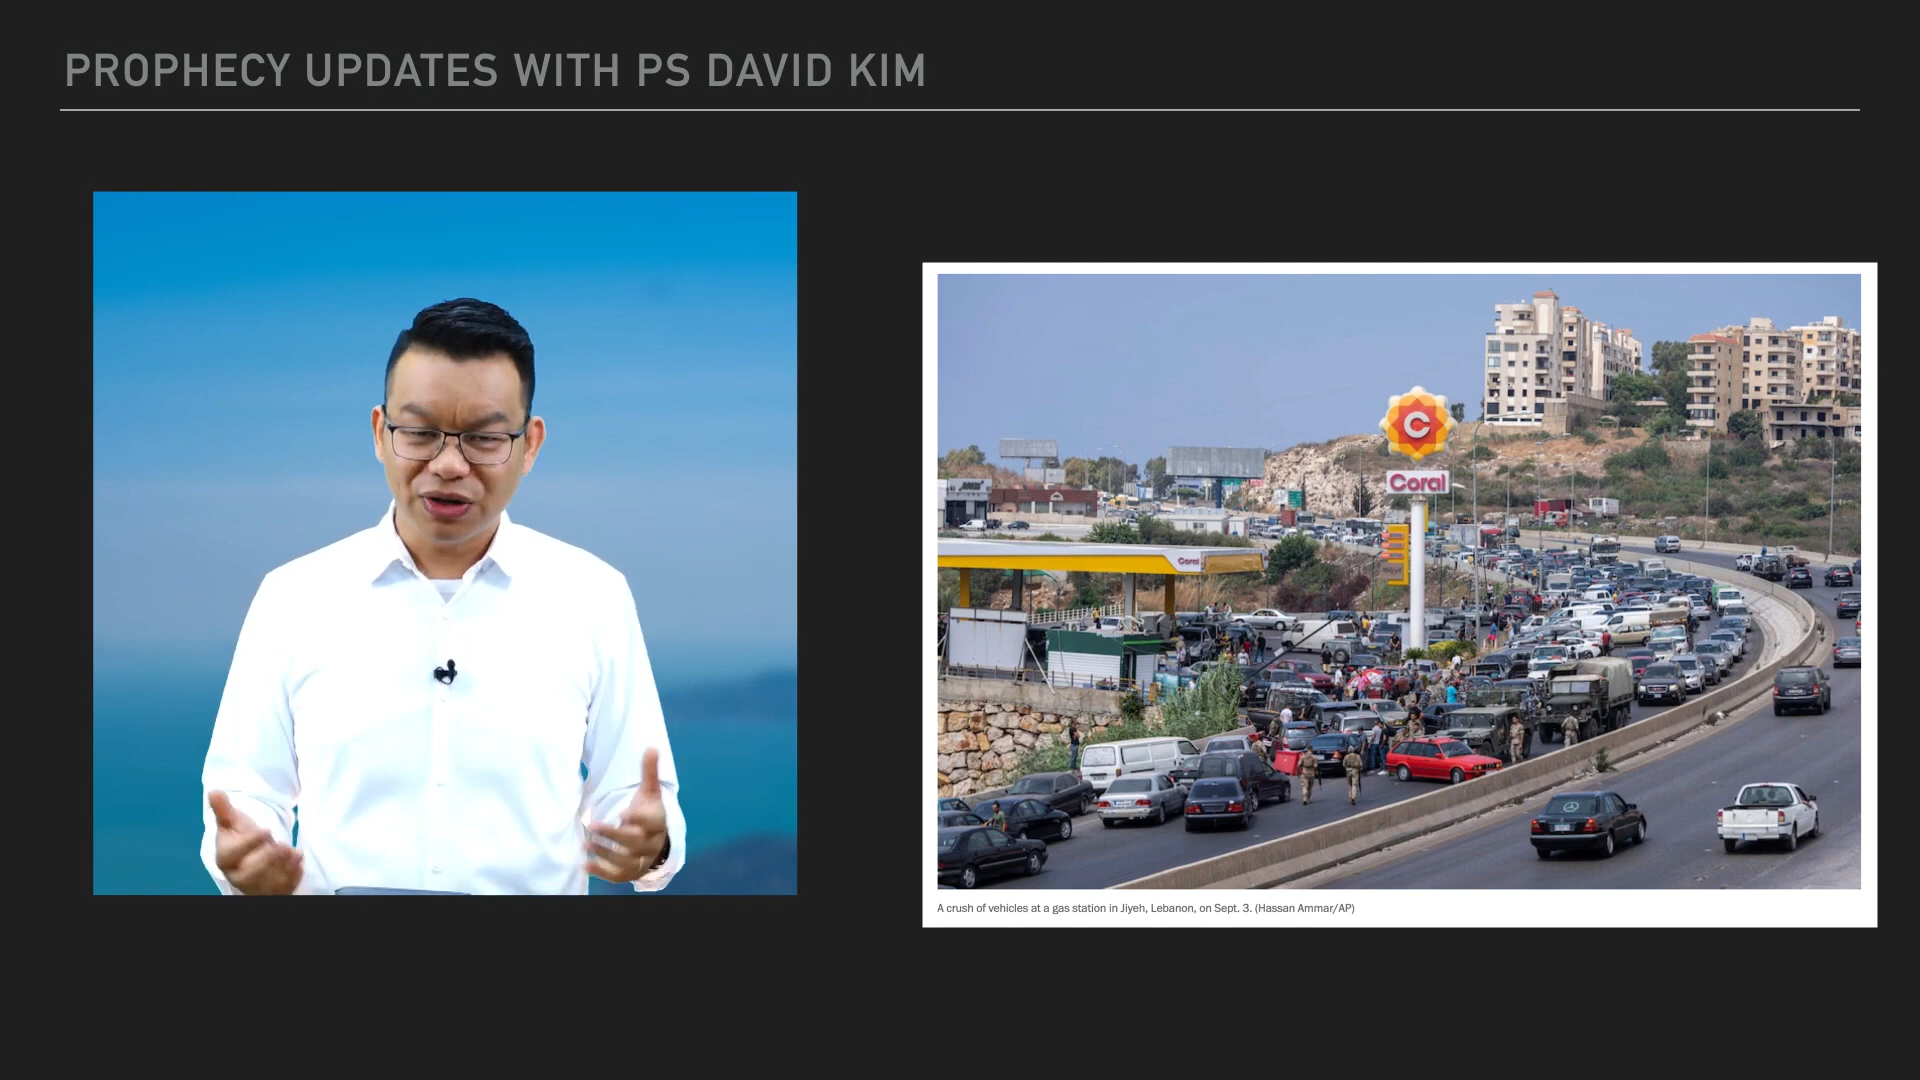 PROPHECY UPDATES WITH PS DAVID KIM
C
Coral
Coral
A crush of vehicles at a gas station in Jiyeh, Lebanon, on Sept. 3. (Hassan Ammar/AP)